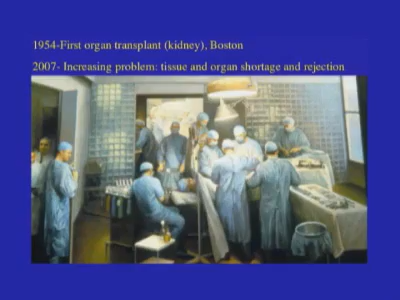 1954-First organ transplant (kidney), Boston
2007- Increasing problem: tissue and organ shortage and rejection